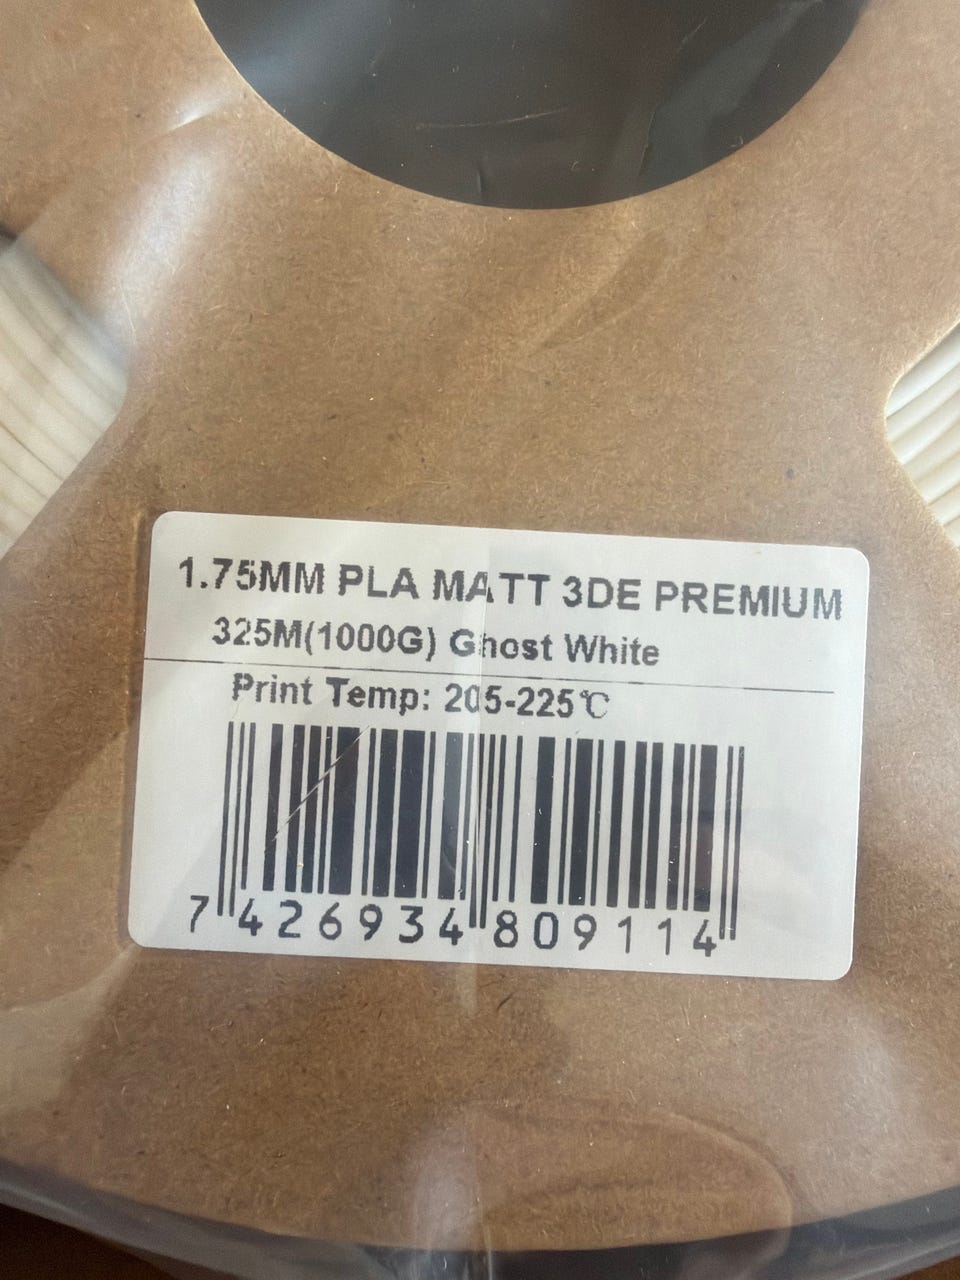 1.75MM PLA MATT 3DE PREMIUM
325M(1000G) Ghost White
Print Temp: 205-225℃
7 426934 809114